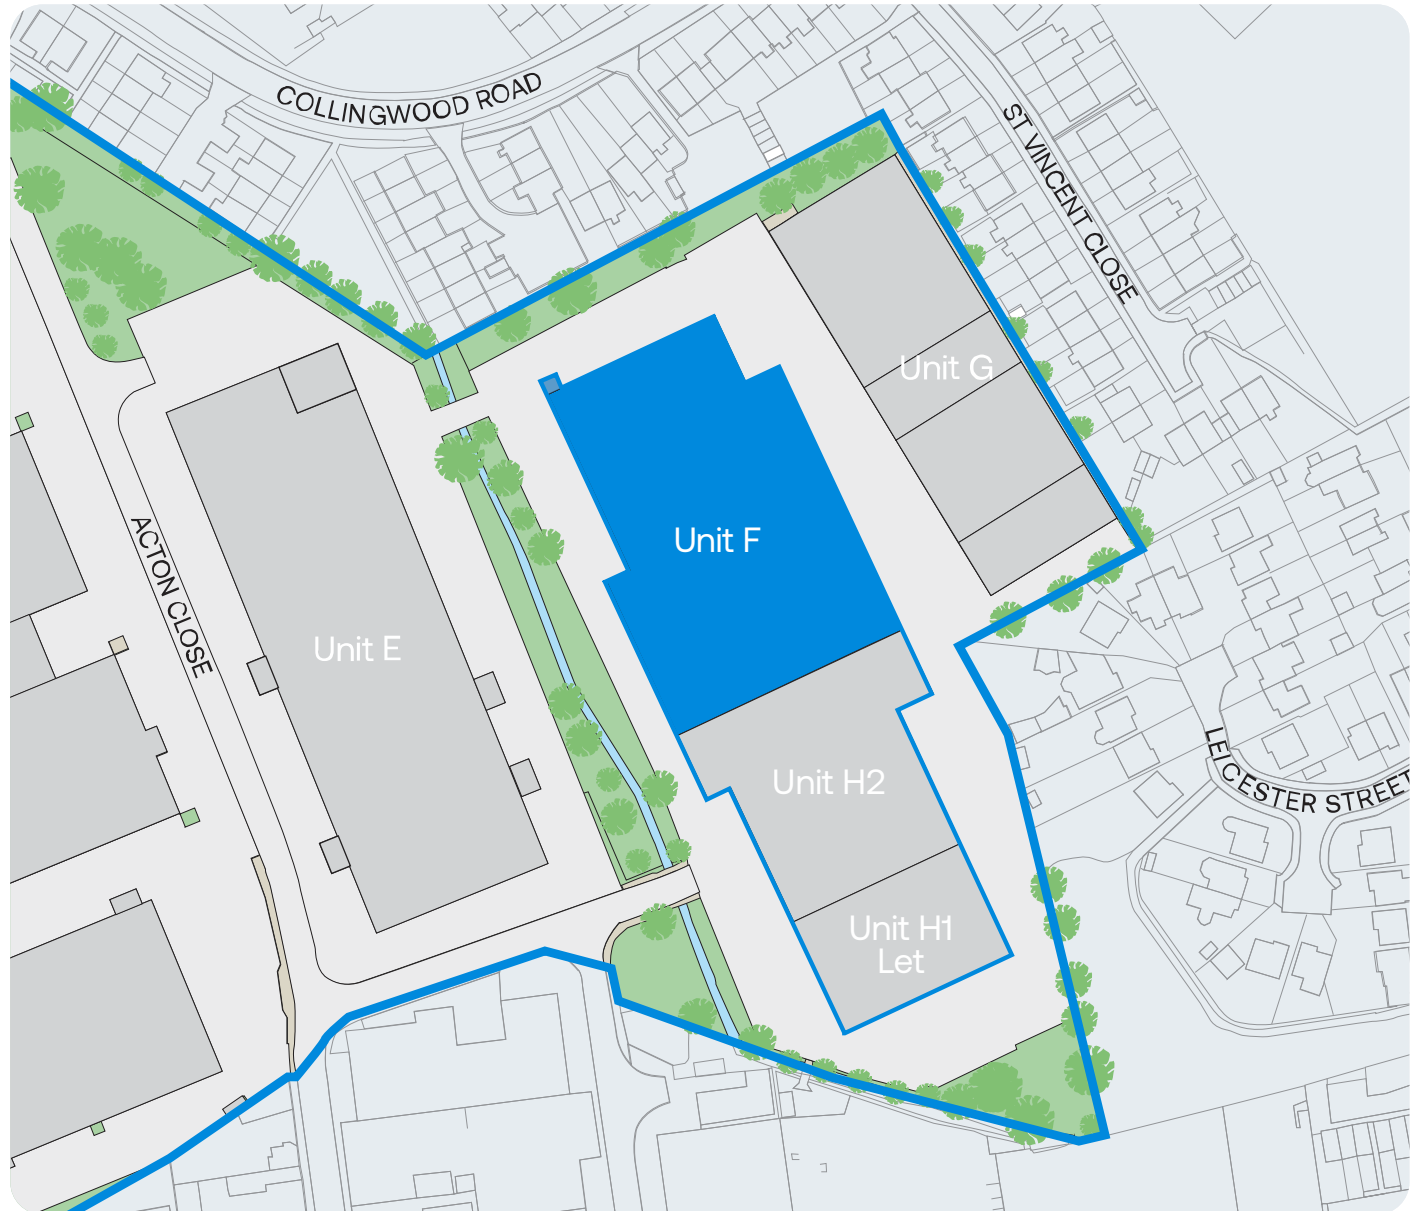 COLLINGWOOD ROAD
ST VINCENT CLOSE
Unit G
Unit F
ACTON CLOSE
Unit E
LEICESTER STREET
Unit H2
Unit H1
Let